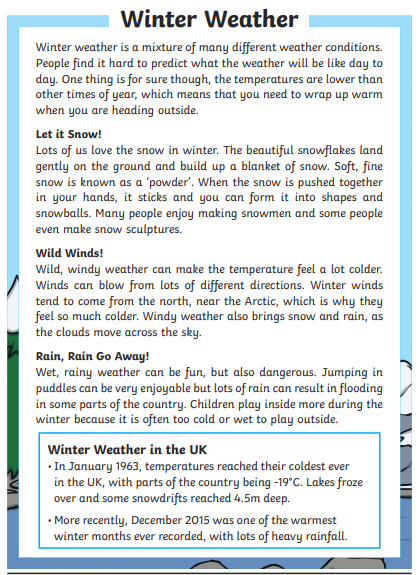 Winter Weather
Winter weather is a mixture of many different weather conditions.
People find it hard to predict what the weather will be like day to
day. One thing is for sure though, the temperatures are lower than
other times of year, which means that you need to wrap up warm
when you are heading outside.
Let it Snow!
Lots of us love the snow in winter. The beautiful snowflakes land
gently on the ground and build up a blanket of snow. Soft, fine
snow is known as a ‘powder’. When the snow is pushed together
in your hands, it sticks and you can form it into shapes and
snowballs. Many people enjoy making snowmen and some people
even make snow sculptures.
Wild Winds!
Wild, windy weather can make the temperature feel a lot colder.
Winds can blow from lots of different directions. Winter winds
tend to come from the north, near the Arctic, which is why they
feel so much colder. Windy weather also brings snow and rain, as
the clouds move across the sky.
Rain, Rain Go Away!
Wet, rainy weather can be fun, but also dangerous. Jumping in
puddles can be very enjoyable but lots of rain can result in flooding
in some parts of the country. Children play inside more during the
winter because it is often too cold or wet to play outside.
Winter Weather in the UK
• In January 1963, temperatures reached their coldest ever
in the UK, with parts of the country being -19°C. Lakes froze
over and some snowdrifts reached 4.5m deep.
• More recently, December 2015 was one of the warmest
winter months ever recorded, with lots of heavy rainfall.